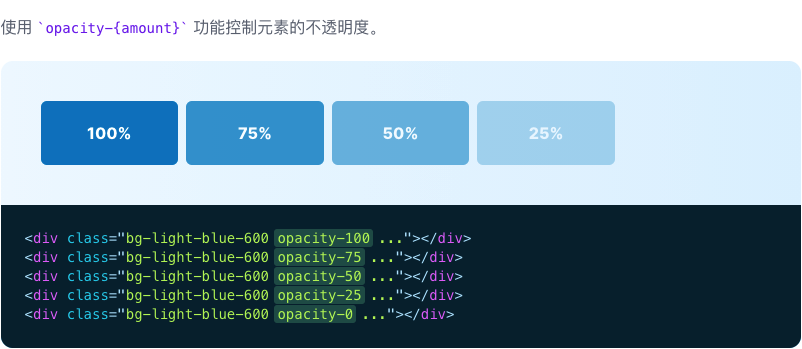 使用 `opacity-{amount}` 功能控制元素的不透明度。
100% 75% 50% 25%
<div class="bg-light-blue-600 opacity-100 ..."></div>
<div class="bg-light-blue-600 opacity-75 ..."></div>
<div class="bg-light-blue-600 opacity-50 ..."></div>
<div class="bg-light-blue-600 opacity-25 ..."></div>
<div class="bg-light-blue-600 opacity-0 ..."></div>